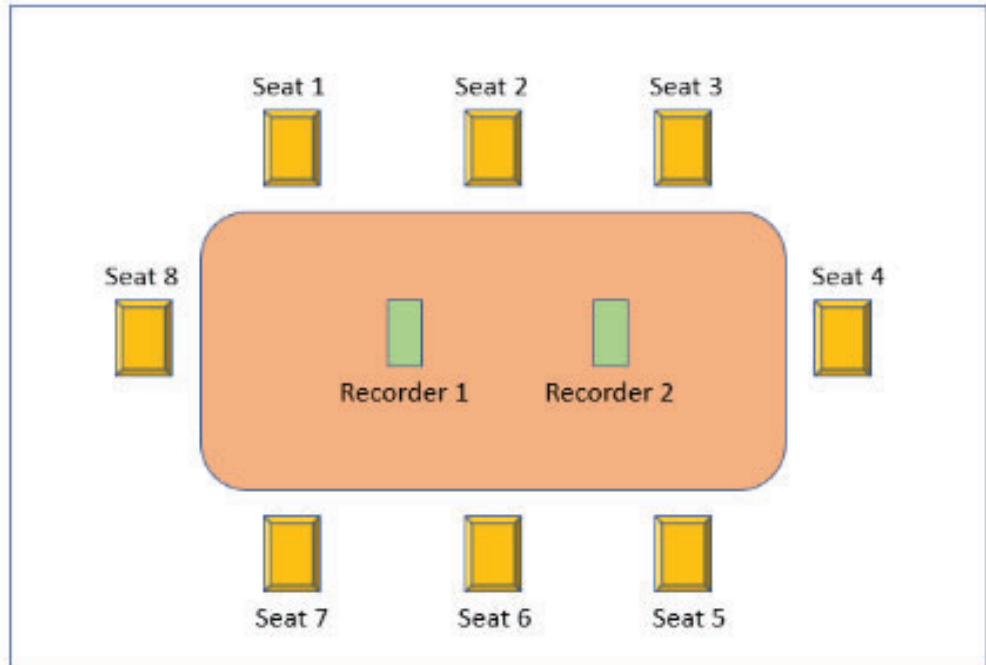 Seat 1
Seat 2
Seat 3
Seat 8
Seat 4
Recorder 1
Recorder 2
Seat 7
Seat 6
Seat 5